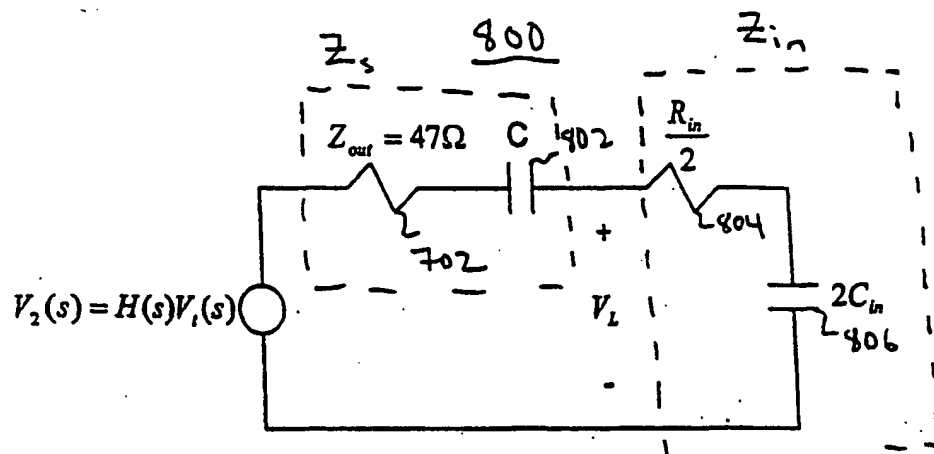 800
Z_s
Z_in
Z_out = 47Ω
C
802
R_in/2
702
+
804
V_2(s) = H(s)V_i(s)
V_L
2C_in
806
-